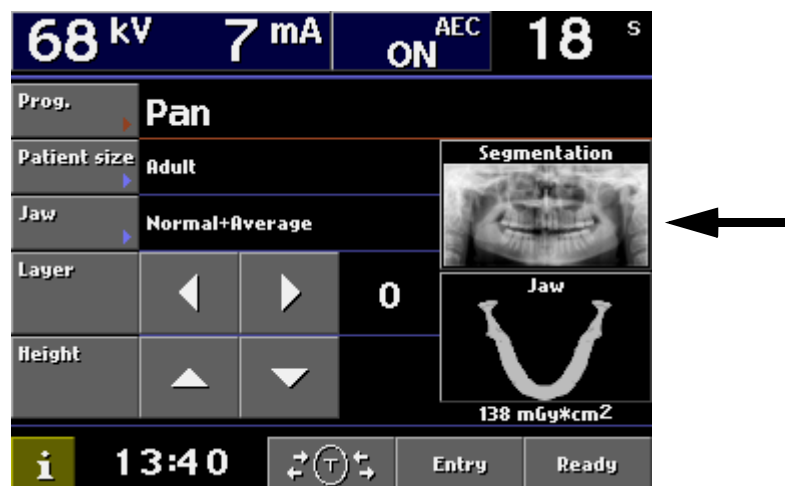 68 kV 7 mA AEC ON 18 s
Prog. Pan
Patient size Adult
Segmentation
Jaw Normal+Average
Layer 0
Jaw
Height
138 mGy*cm2
i 13:40 T Entry Ready